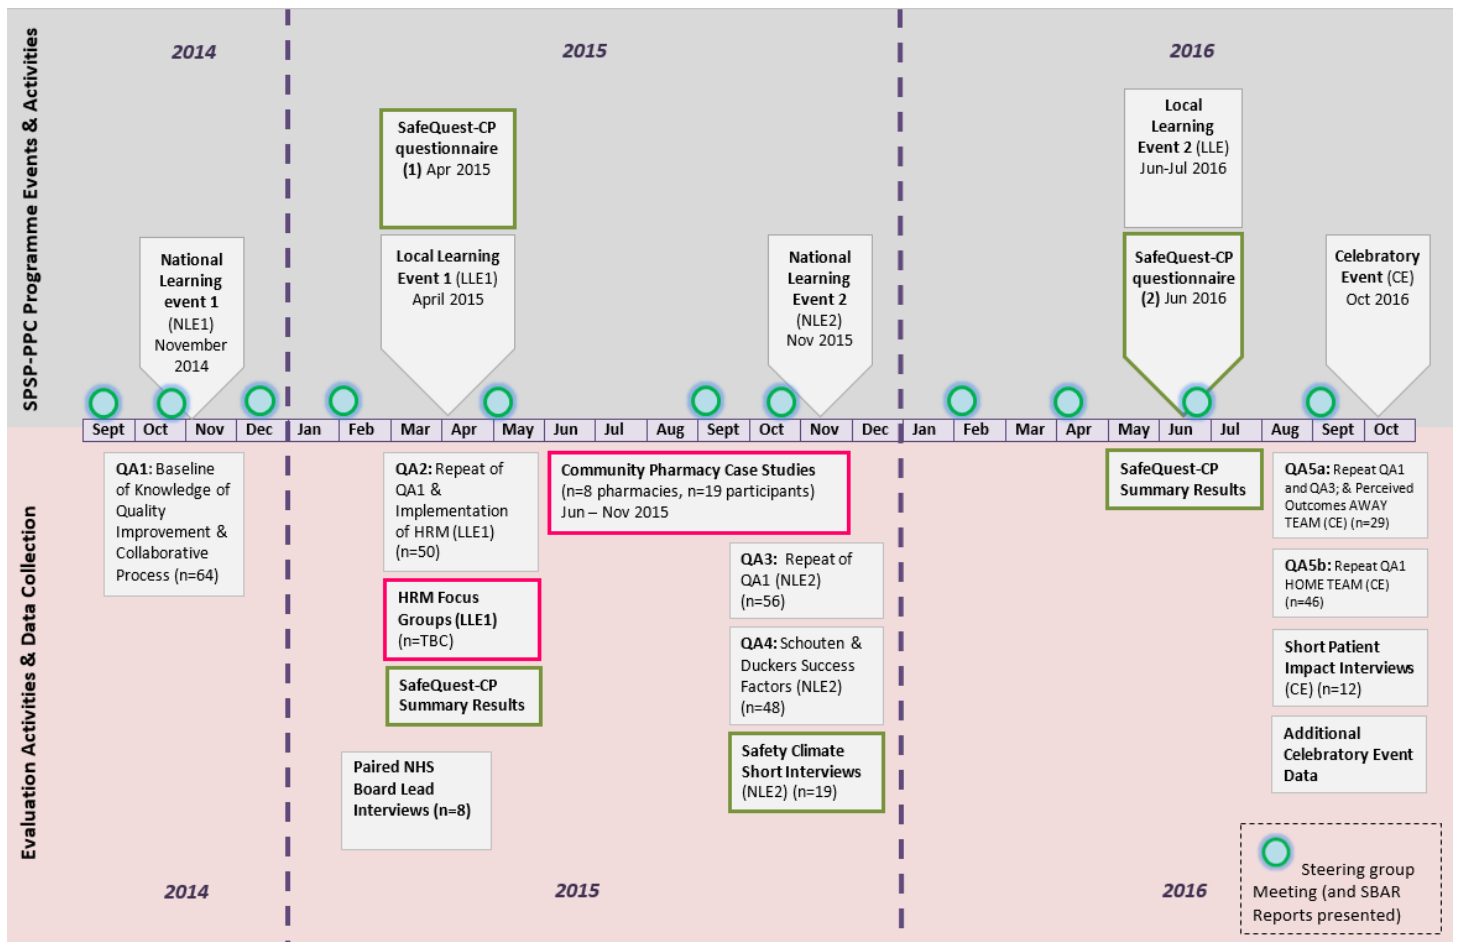 SPSP-PPC Programme Events & Activities
2014
2015
2016
SafeQuest-CP
questionnaire
(1) Apr 2015
Local
Learning
Event 2 (LLE)
Jun-Jul 2016
National
Learning
event 1
(NLE1)
November
2014
Local Learning
Event 1 (LLE1)
April 2015
National
Learning
Event 2
(NLE2)
Nov 2015
SafeQuest-CP
questionnaire
(2) Jun 2016
Celebratory
Event (CE)
Oct 2016
Sept Oct Nov Dec Jan Feb Mar Apr May Jun Jul Aug Sept Oct Nov Dec Jan Feb Mar Apr May Jun Jul Aug Sept Oct
Evaluation Activities & Data Collection
QA1: Baseline
of Knowledge of
Quality
Improvement &
Collaborative
Process (n=64)
QA2: Repeat of
QA1 &
Implementation
of HRM (LLE1)
(n=50)
HRM Focus
Groups (LLE1)
(n=TBC)
SafeQuest-CP
Summary Results
Paired NHS
Board Lead
Interviews (n=8)
Community Pharmacy Case Studies
(n=8 pharmacies, n=19 participants)
Jun – Nov 2015
QA3: Repeat of
QA1 (NLE2)
(n=56)
QA4: Schouten &
Duckers Success
Factors (NLE2)
(n=48)
Safety Climate
Short Interviews
(NLE2) (n=19)
SafeQuest-CP
Summary Results
QA5a: Repeat QA1
and QA3; & Perceived
Outcomes AWAY
TEAM (CE) (n=29)
QA5b: Repeat QA1
HOME TEAM (CE)
(n=46)
Short Patient
Impact Interviews
(CE) (n=12)
Additional
Celebratory Event
Data
2014
2015
2016
Steering group
Meeting (and SBAR
Reports presented)